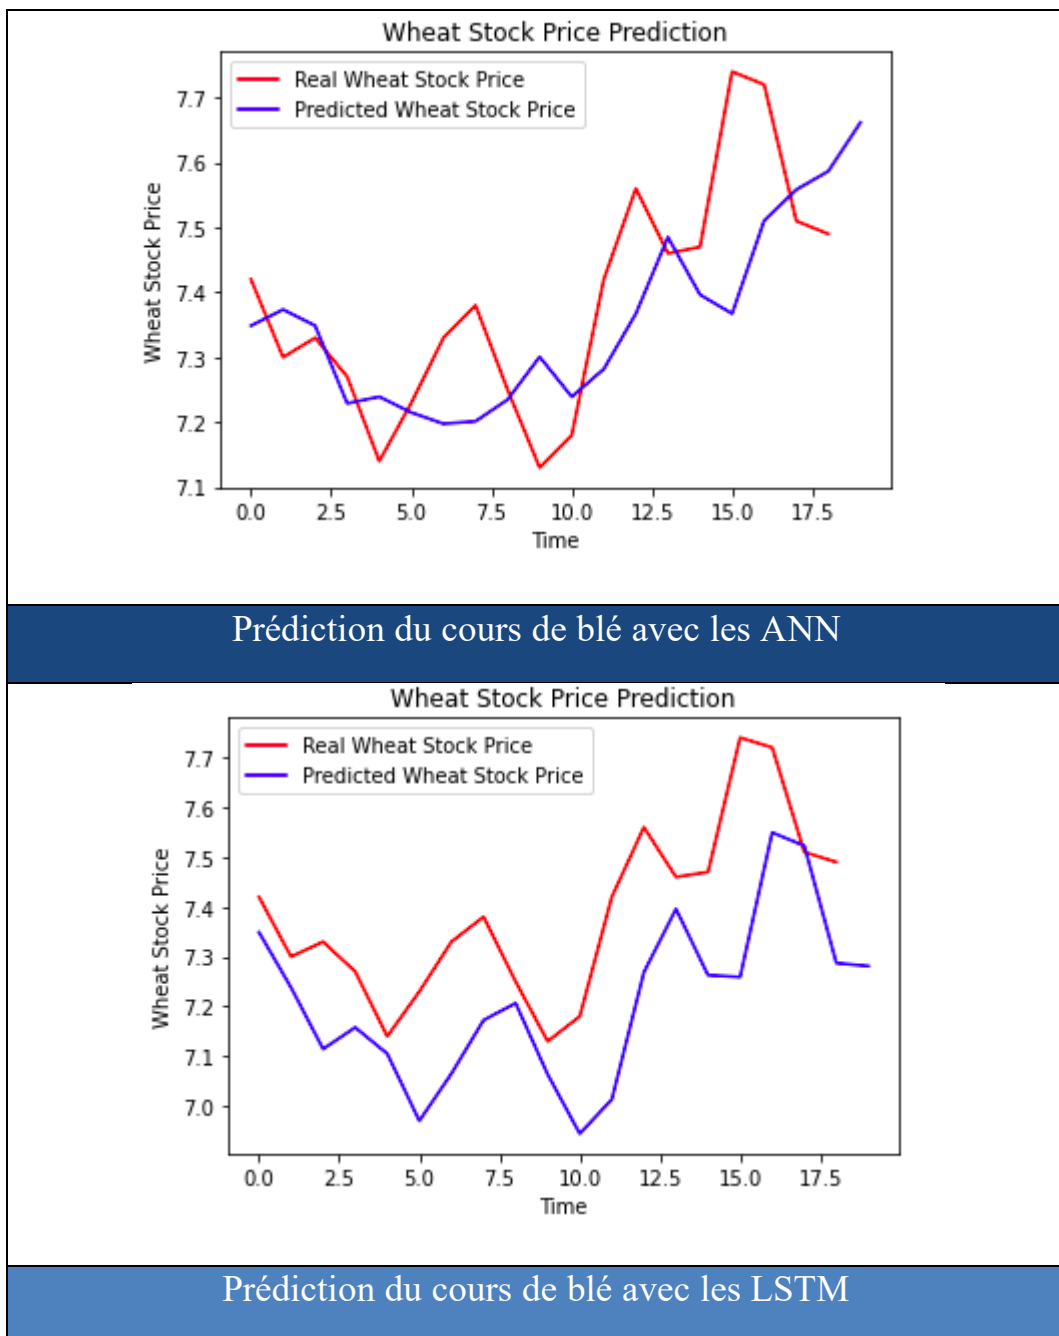 Wheat Stock Price Prediction
Real Wheat Stock Price
Predicted Wheat Stock Price
Wheat Stock Price
7.7
7.6
7.5
7.4
7.3
7.2
7.1
0.0 2.5 5.0 7.5 10.0 12.5 15.0 17.5
Time
Prédiction du cours de blé avec les ANN
Wheat Stock Price Prediction
Real Wheat Stock Price
Predicted Wheat Stock Price
Wheat Stock Price
7.7
7.6
7.5
7.4
7.3
7.2
7.1
7.0
0.0 2.5 5.0 7.5 10.0 12.5 15.0 17.5
Time
Prédiction du cours de blé avec les LSTM